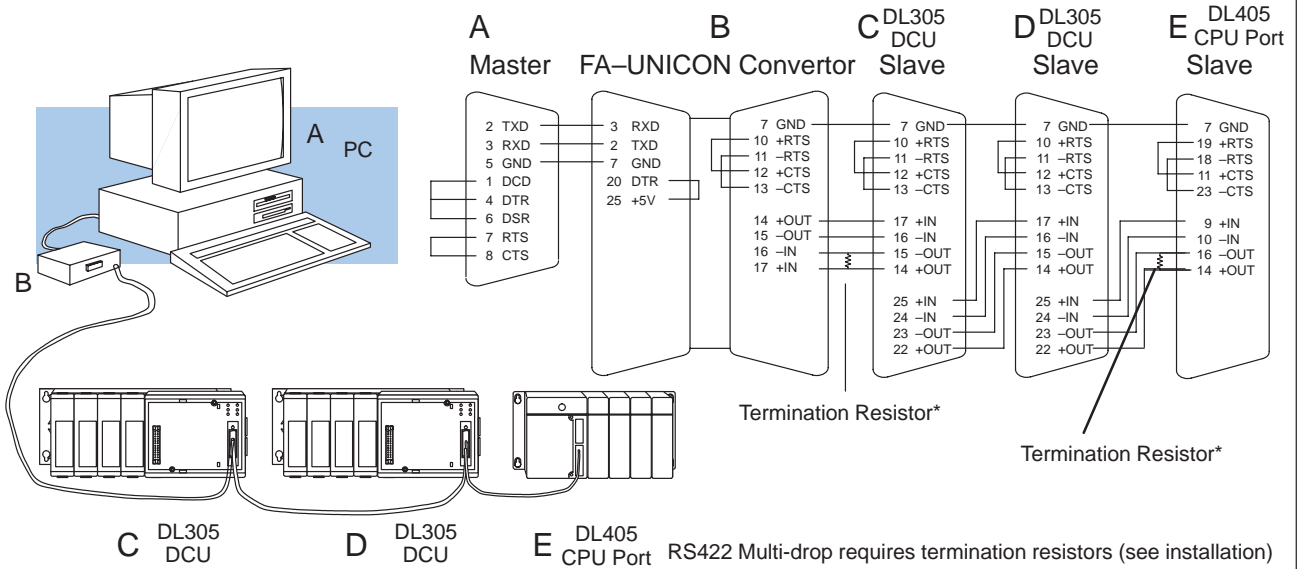 A
PC
B
A
Master
B
FA–UNICON Convertor
C DL305
DCU
Slave
D DL305
DCU
Slave
E DL405
CPU Port
Slave
2 TXD
3 RXD
5 GND
1 DCD
4 DTR
6 DSR
7 RTS
8 CTS
3 RXD
2 TXD
7 GND
20 DTR
25 +5V
7 GND
10 +RTS
11 –RTS
12 +CTS
13 –CTS
14 +OUT
15 –OUT
16 –IN
17 +IN
7 GND
10 +RTS
11 –RTS
12 +CTS
13 –CTS
17 +IN
16 –IN
15 –OUT
14 +OUT
25 +IN
24 –IN
23 –OUT
22 +OUT
7 GND
10 +RTS
11 –RTS
12 +CTS
13 –CTS
17 +IN
16 –IN
15 –OUT
14 +OUT
25 +IN
24 –IN
23 –OUT
22 +OUT
7 GND
19 +RTS
18 –RTS
11 +CTS
23 –CTS
9 +IN
10 –IN
16 –OUT
14 +OUT
Termination Resistor*
Termination Resistor*
C DL305
DCU
D DL305
DCU
E DL405
CPU Port
RS422 Multi-drop requires termination resistors (see installation)